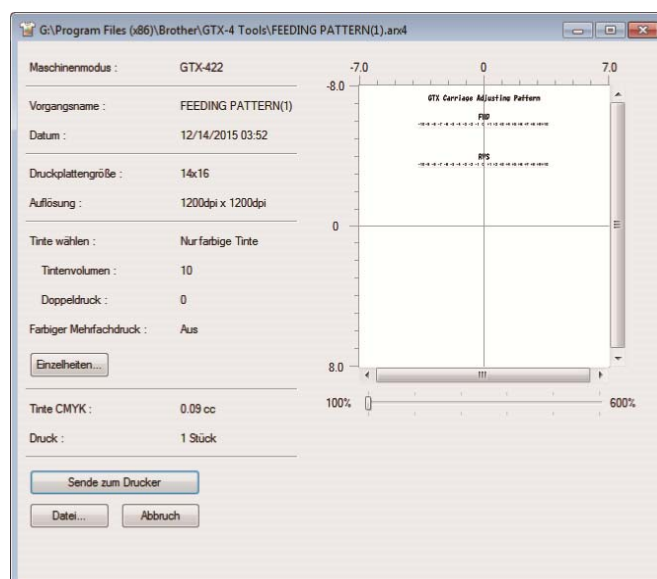 G:\Program Files (x86)\Brother\GTX-4 Tools\FEEDING PATTERN(1).arx4
Maschinenmodus : GTX-422
Vorgangsname : FEEDING PATTERN(1)
Datum : 12/14/2015 03:52
Druckplattengröße : 14x16
Auflösung : 1200dpi x 1200dpi
Tinte wählen : Nur farbige Tinte
Tintenvolumen : 10
Doppeldruck : 0
Farbiger Mehrfachdruck : Aus
Einzelheiten...
Tinte CMYK : 0.09 cc
Druck : 1 Stück
Sende zum Drucker
Datei... Abbruch
-7.0 0 7.0
-8.0
GTX Carriage Adjusting Pattern
FWD
RPS
0
8.0
100% 600%